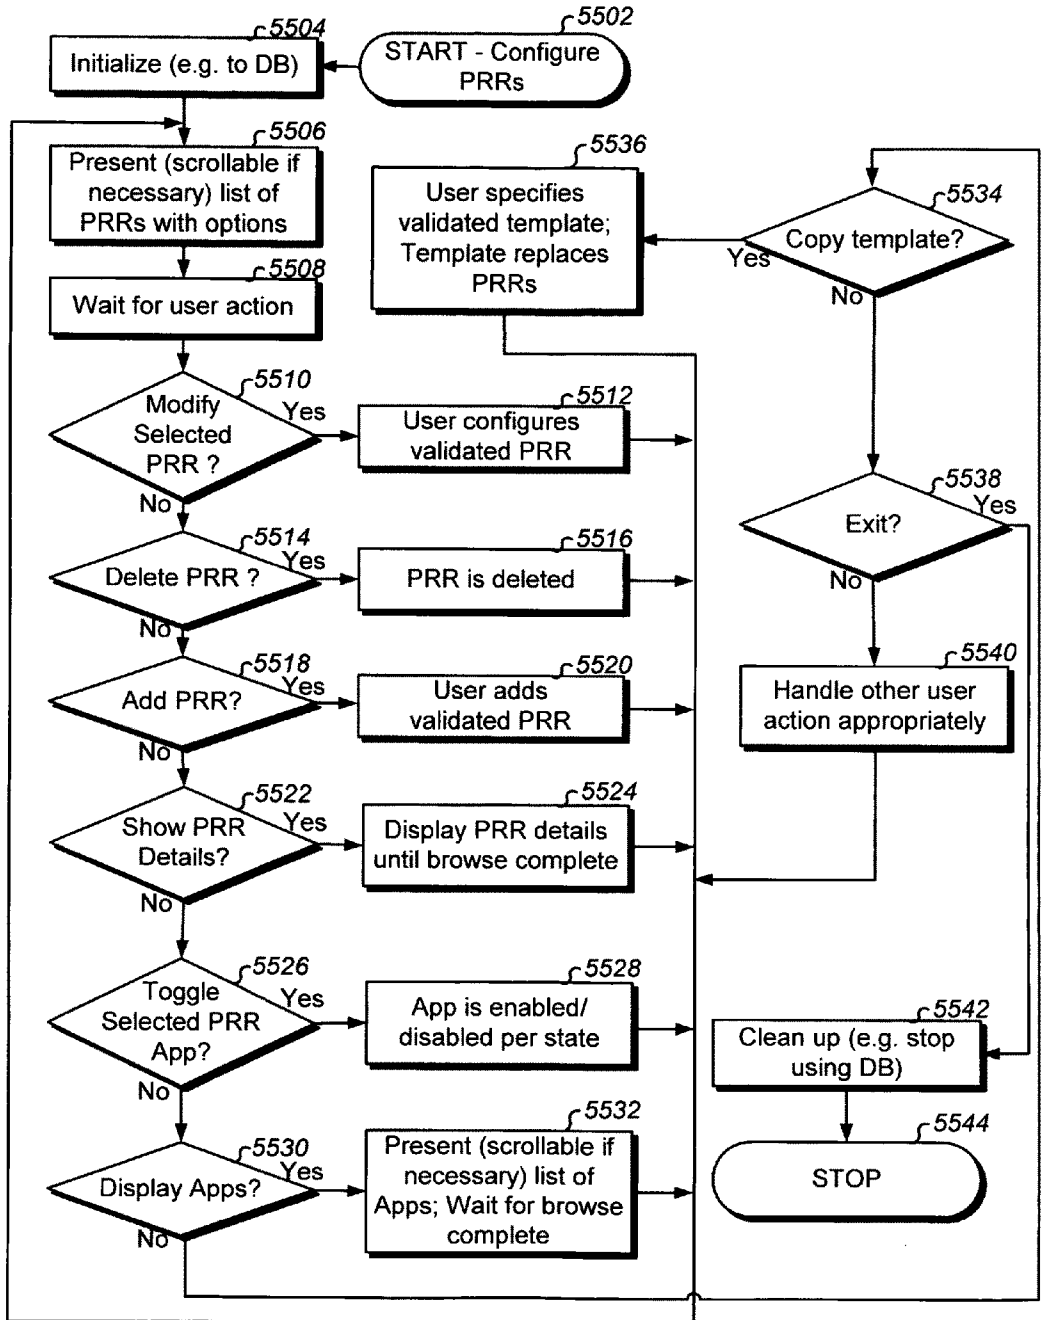 5502
START - Configure
PRRs
5504
Initialize (e.g. to DB)
5506
Present (scrollable if
necessary) list of
PRRs with options
5508
Wait for user action
5510
Modify
Selected
PRR ?
Yes
No
5512
User configures
validated PRR
5514
Delete PRR ?
Yes
No
5516
PRR is deleted
5518
Add PRR?
Yes
No
5520
User adds
validated PRR
5522
Show PRR
Details?
Yes
No
5524
Display PRR details
until browse complete
5526
Toggle
Selected PRR
App?
Yes
No
5528
App is enabled/
disabled per state
5530
Display Apps?
Yes
No
5532
Present (scrollable if
necessary) list of
Apps; Wait for browse
complete
5534
Copy template?
Yes
No
5536
User specifies
validated template;
Template replaces
PRRs
5538
Exit?
Yes
No
5540
Handle other user
action appropriately
5542
Clean up (e.g. stop
using DB)
5544
STOP